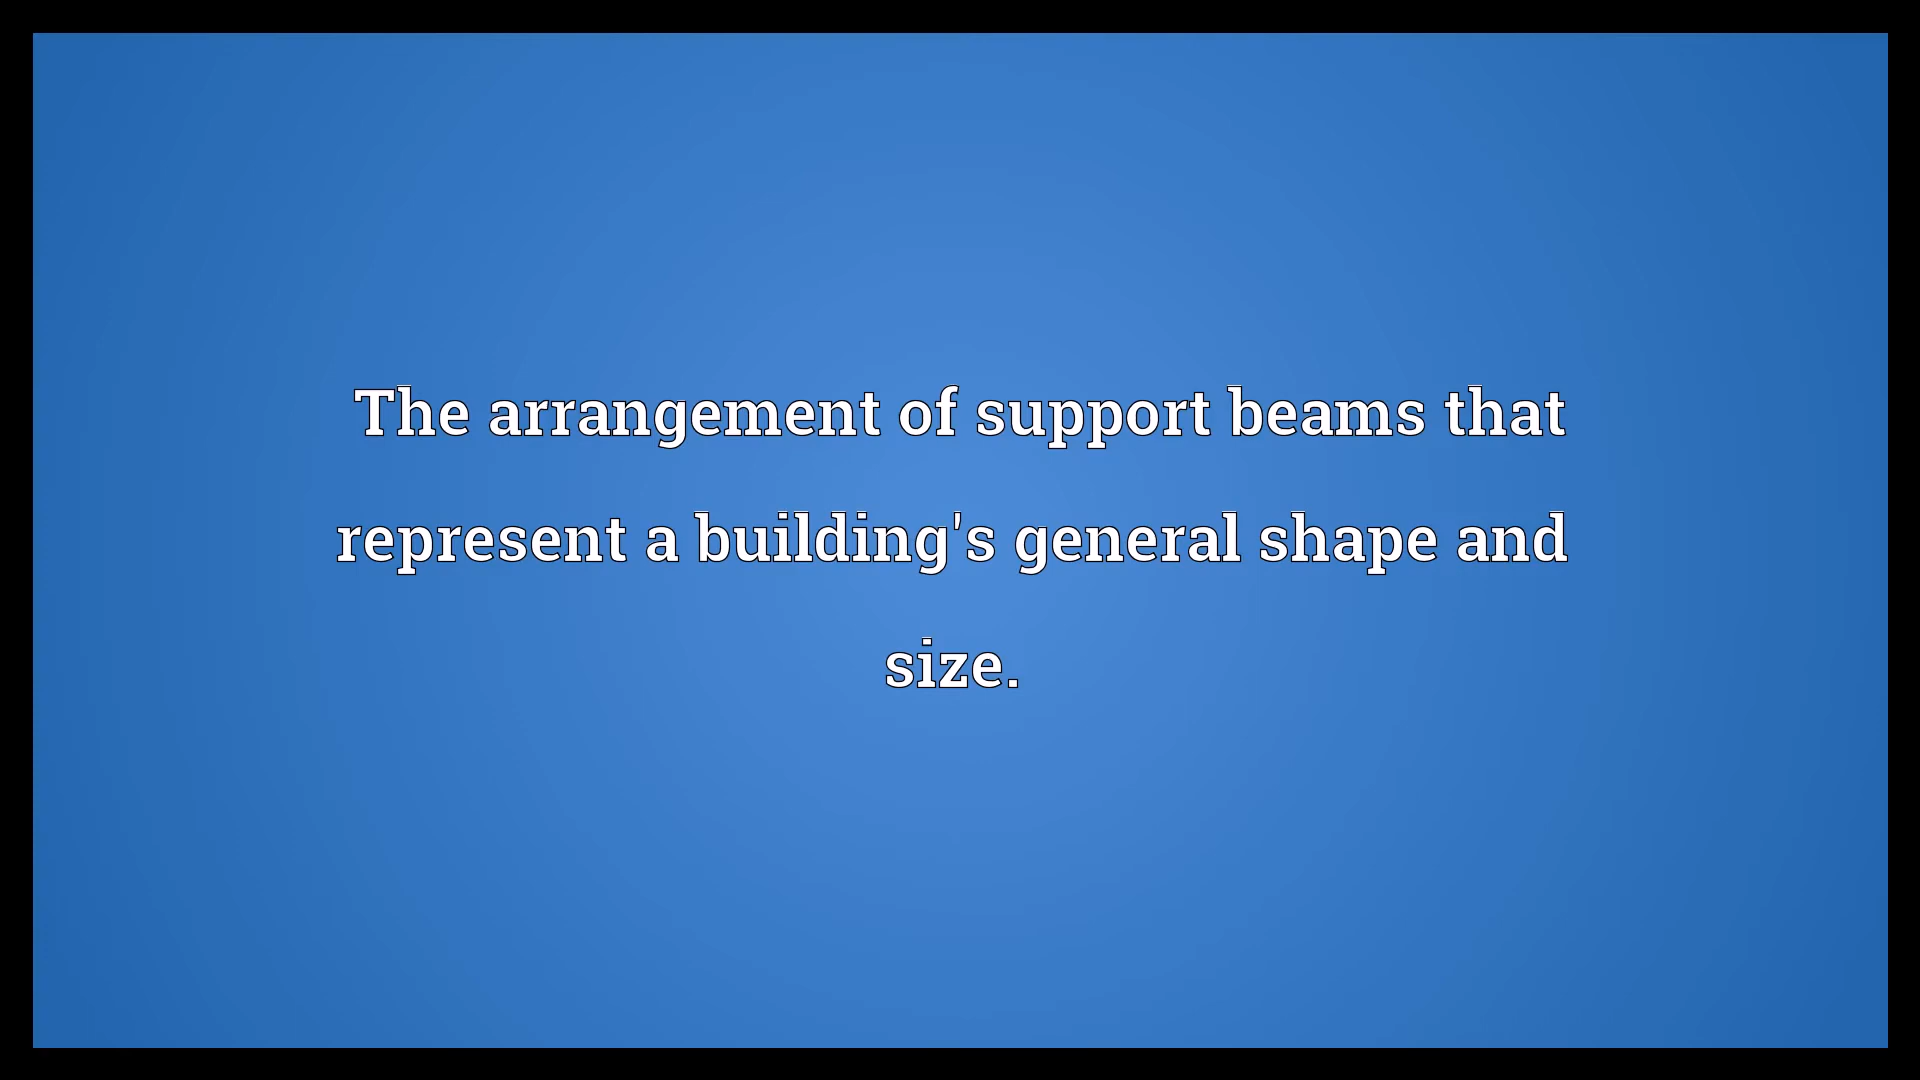 The arrangement of support beams that
represent a building's general shape and
size.